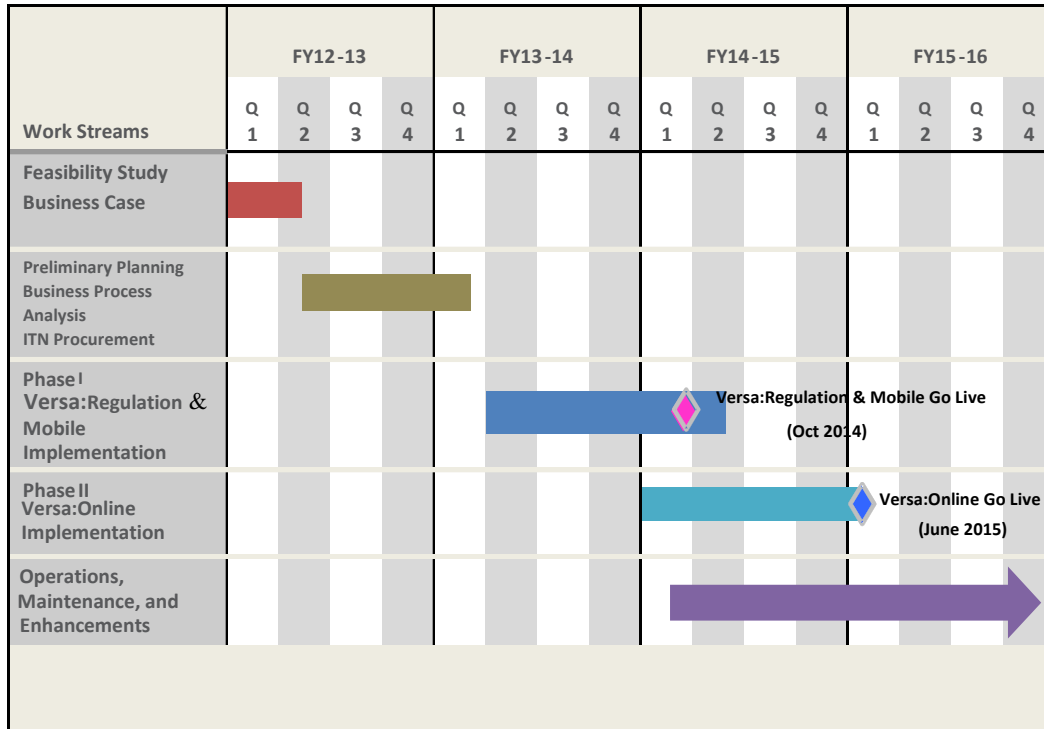 FY12-13 FY13-14 FY14-15 FY15-16
Q Q Q Q Q Q Q Q Q Q Q Q Q Q Q Q
Work Streams 1 2 3 4 1 2 3 4 1 2 3 4 1 2 3 4
Feasibility Study
Business Case
Preliminary Planning
Business Process
Analysis
ITN Procurement
Phase I
Versa:Regulation &
Mobile
Implementation
Versa:Regulation & Mobile Go Live
(Oct 2014)
Phase II
Versa:Online
Implementation
Versa:Online Go Live
(June 2015)
Operations,
Maintenance, and
Enhancements